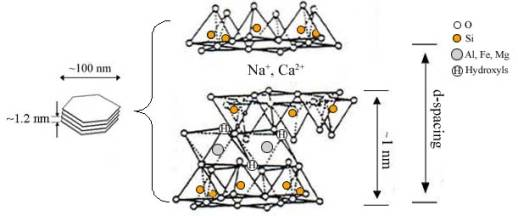 ~100 nm
~1.2 nm
Na⁺, Ca²⁺
H
H
H
~1 nm
d-spacing
O
Si
Al, Fe, Mg
H Hydroxyls